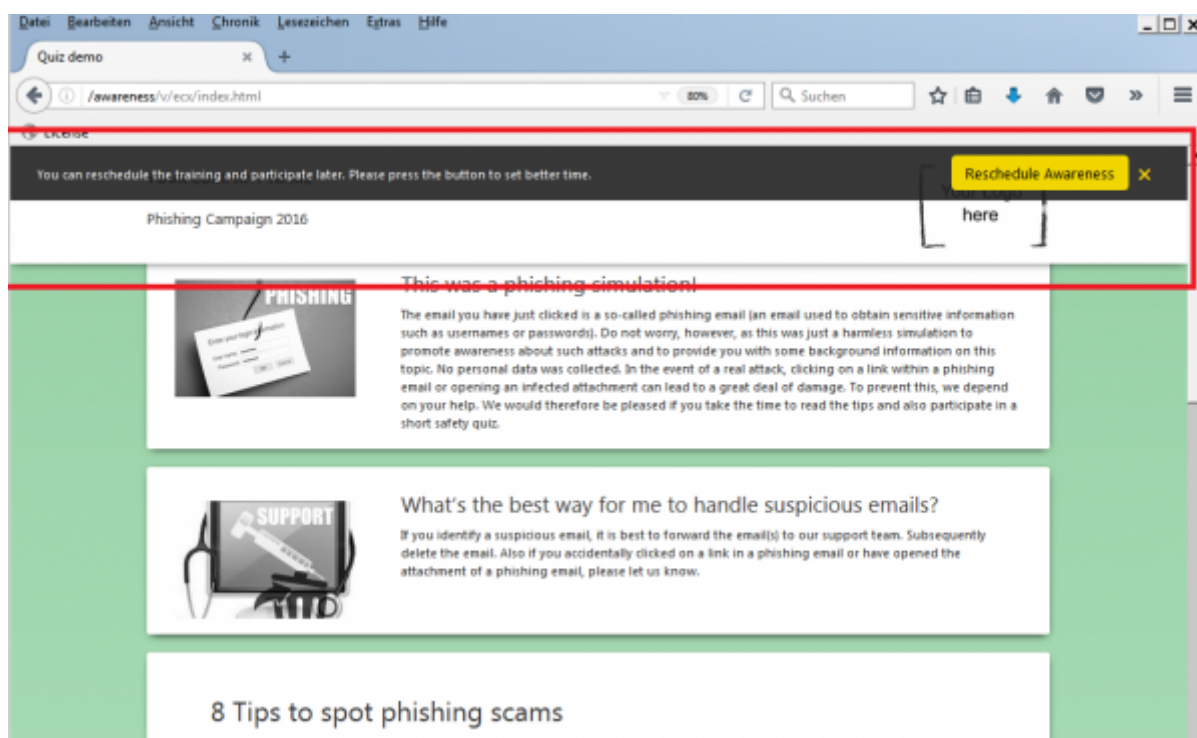 Datei Bearbeiten Ansicht Chronik Lesezeichen Extras Hilfe
Quiz demo
/awareness/v/ecx/index.html
80%
Suchen
License
You can reschedule the training and participate later. Please press the button to set better time.
Reschedule Awareness
Your Logo
here
Phishing Campaign 2016
PHISHING
This was a phishing simulation!
The email you have just clicked is a so-called phishing email (an email used to obtain sensitive information
such as usernames or passwords). Do not worry, however, as this was just a harmless simulation to
promote awareness about such attacks and to provide you with some background information on this
topic. No personal data was collected. In the event of a real attack, clicking on a link within a phishing
email or opening an infected attachment can lead to a great deal of damage. To prevent this, we depend
on your help. We would therefore be pleased if you take the time to read the tips and also participate in a
short safety quiz.
SUPPORT
What's the best way for me to handle suspicious emails?
If you identify a suspicious email, it is best to forward the email(s) to our support team. Subsequently
delete the email. Also if you accidentally clicked on a link in a phishing email or have opened the
attachment of a phishing email, please let us know.
8 Tips to spot phishing scams